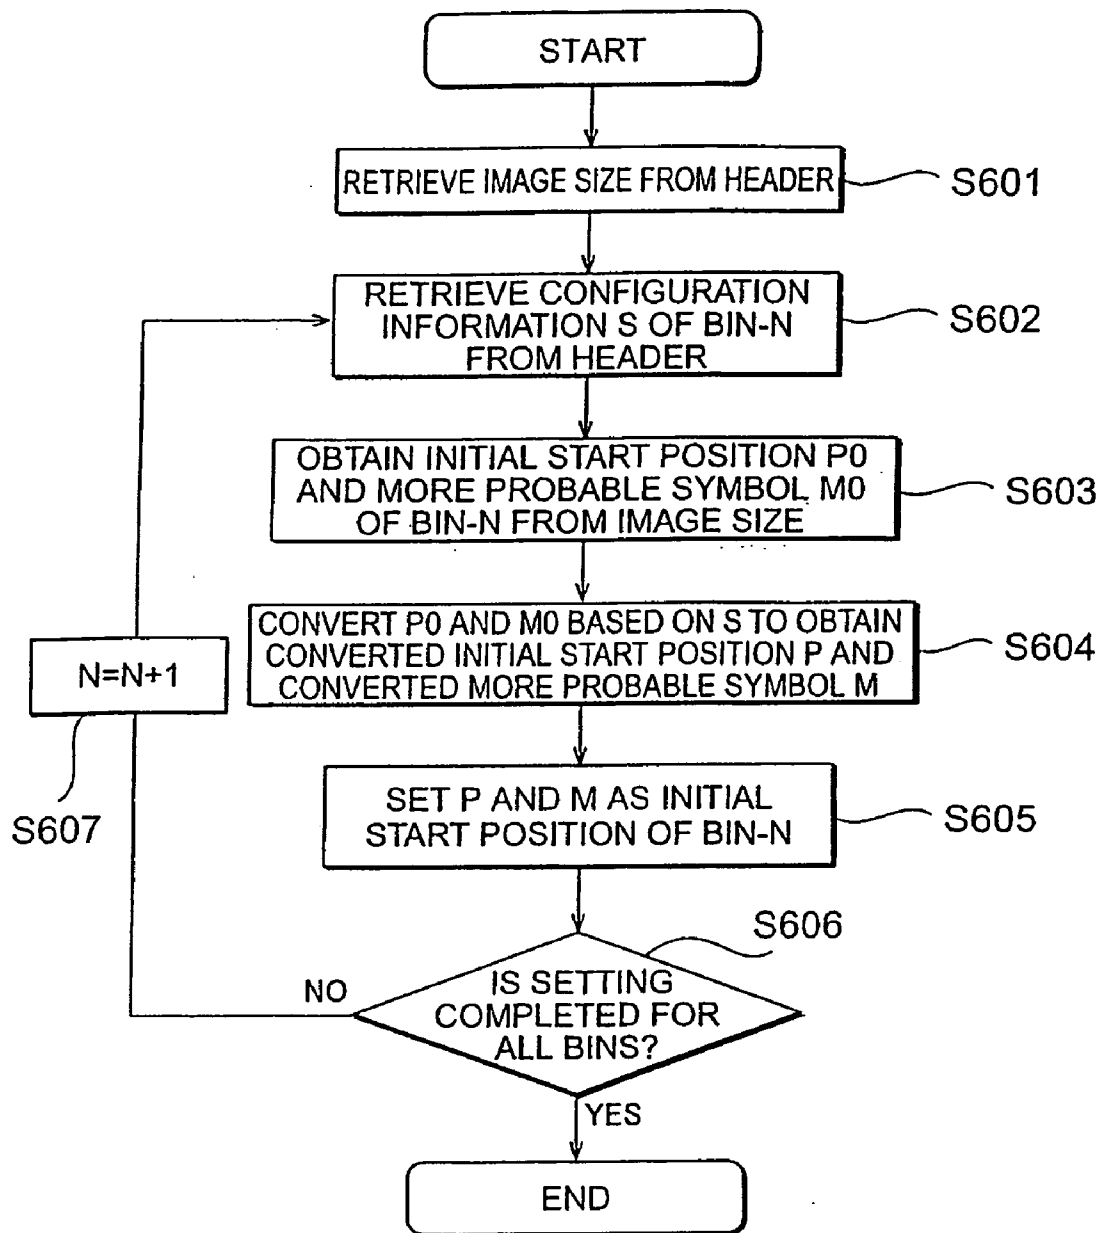 START
RETRIEVE IMAGE SIZE FROM HEADER
S601
RETRIEVE CONFIGURATION
INFORMATION S OF BIN-N
FROM HEADER
S602
OBTAIN INITIAL START POSITION P0
AND MORE PROBABLE SYMBOL M0
OF BIN-N FROM IMAGE SIZE
S603
CONVERT P0 AND M0 BASED ON S TO OBTAIN
CONVERTED INITIAL START POSITION P AND
CONVERTED MORE PROBABLE SYMBOL M
S604
N=N+1
S607
SET P AND M AS INITIAL
START POSITION OF BIN-N
S605
S606
IS SETTING
COMPLETED FOR
ALL BINS?
NO
YES
END